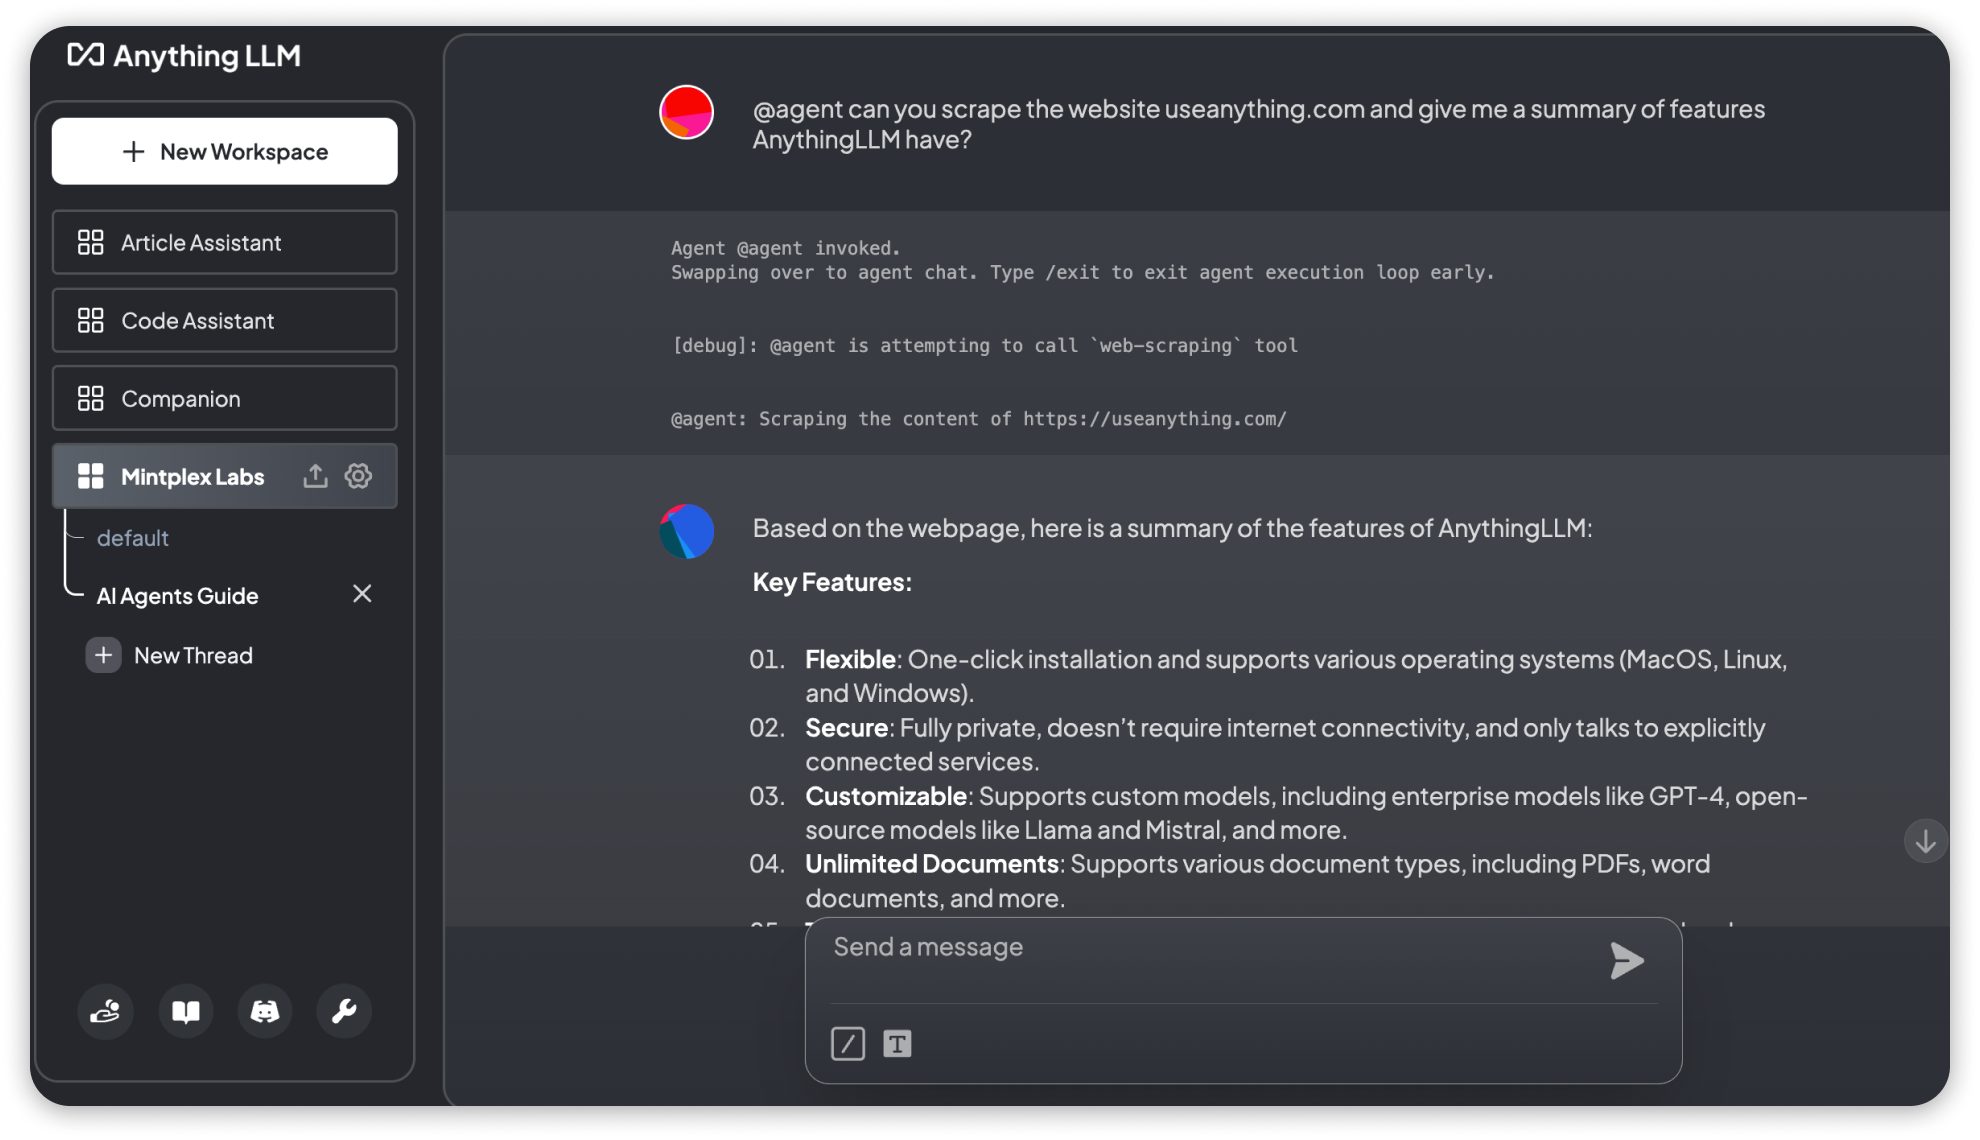 Anything LLM
New Workspace
Article Assistant
Code Assistant
Companion
Mintplex Labs
default
AI Agents Guide
New Thread
@agent can you scrape the website useanything.com and give me a summary of features
AnythingLLM have?
Agent @agent invoked.
Swapping over to agent chat. Type /exit to exit agent execution loop early.
[debug]: @agent is attempting to call `web-scraping` tool
@agent: Scraping the content of https://useanything.com/
Based on the webpage, here is a summary of the features of AnythingLLM:
Key Features:
01. Flexible: One-click installation and supports various operating systems (MacOS, Linux,
and Windows).
02. Secure: Fully private, doesn’t require internet connectivity, and only talks to explicitly
connected services.
03. Customizable: Supports custom models, including enterprise models like GPT-4, open-
source models like Llama and Mistral, and more.
04. Unlimited Documents: Supports various document types, including PDFs, word
documents, and more.
Send a message
T